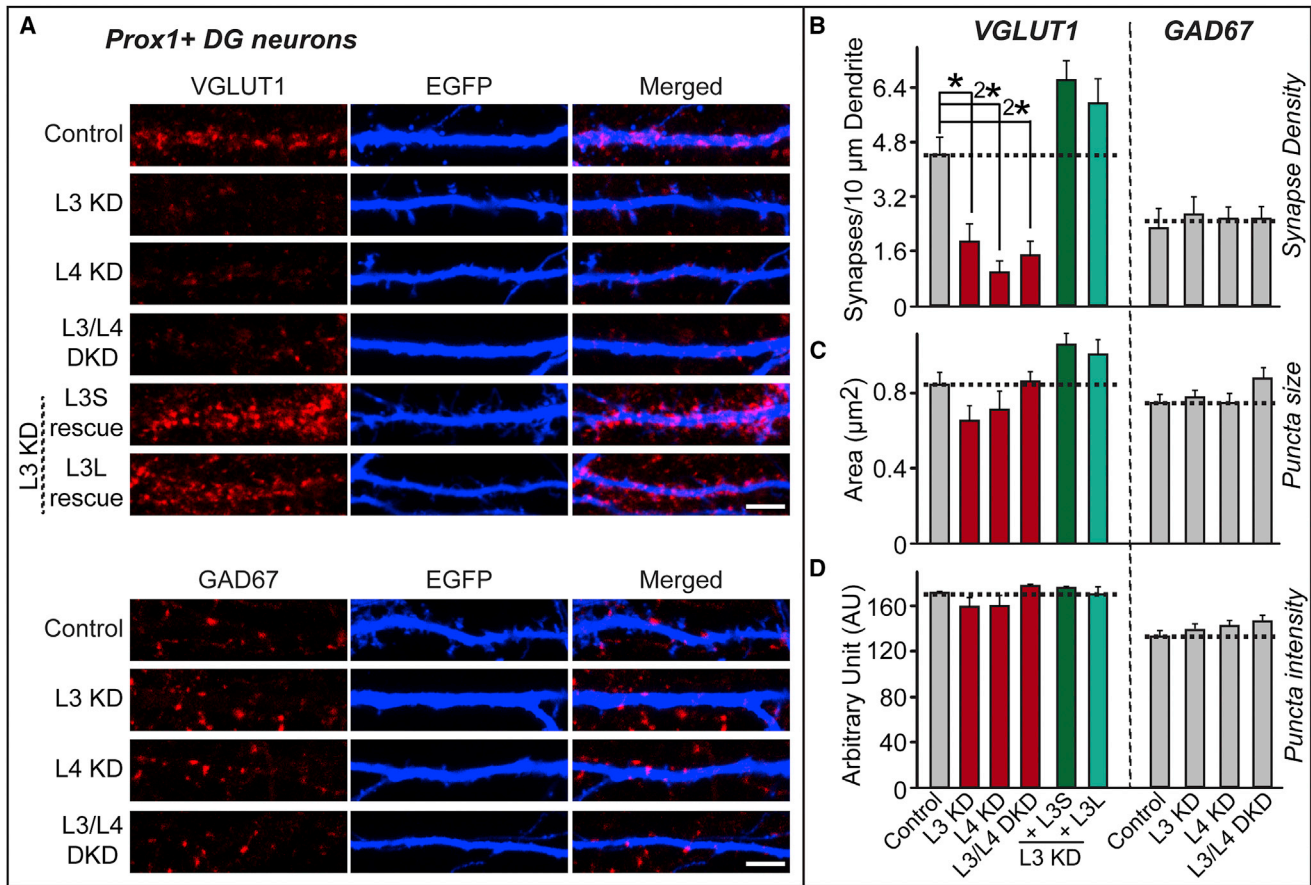 A
Prox1+ DG neurons
VGLUT1 EGFP Merged
Control
L3 KD
L4 KD
L3/L4
DKD
L3 KD
L3S
rescue
L3L
rescue
GAD67 EGFP Merged
Control
L3 KD
L4 KD
L3/L4
DKD
B
VGLUT1 GAD67
Synapses/10 µm Dendrite
6.4
4.8
3.2
1.6
0
*
2*
2*
Synapse Density
C
Area (µm2)
0.8
0.4
0
Puncta size
D
Arbitrary Unit (AU)
160
120
80
40
0
Puncta intensity
Control
L3 KD
L4 KD
L3/L4 DKD
+ L3S
+ L3L
L3 KD
Control
L3 KD
L4 KD
L3/L4 DKD